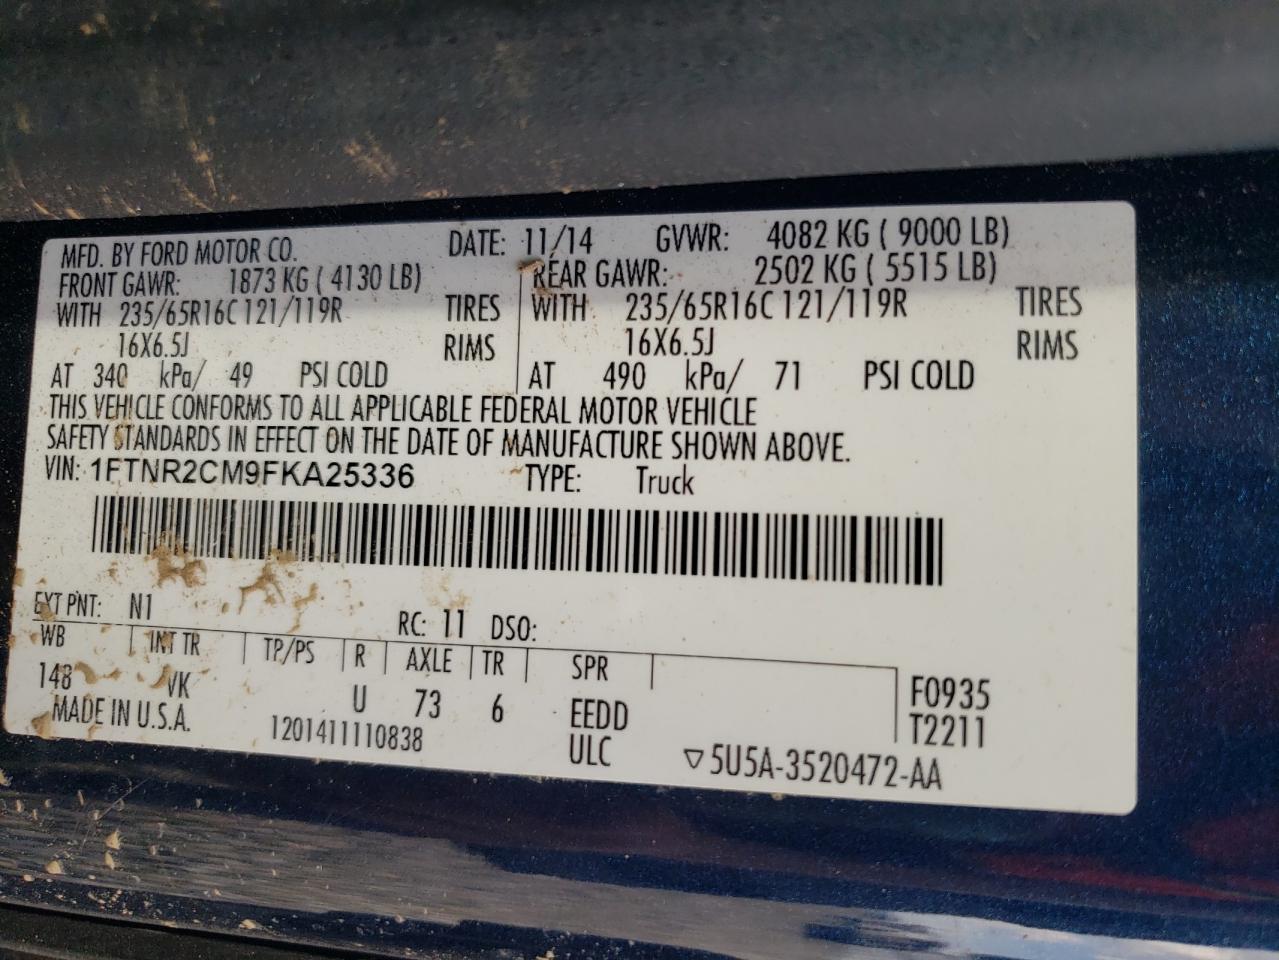 MFD. BY FORD MOTOR CO. DATE: 11/14 GVWR: 4082 KG ( 9000 LB)
FRONT GAWR: 1873 KG ( 4130 LB) REAR GAWR: 2502 KG ( 5515 LB)
WITH 235/65R16C 121/119R TIRES WITH 235/65R16C 121/119R TIRES
16X6.5J RIMS 16X6.5J RIMS
AT 340 kPa/ 49 PSI COLD AT 490 kPa/ 71 PSI COLD
THIS VEHICLE CONFORMS TO ALL APPLICABLE FEDERAL MOTOR VEHICLE
SAFETY STANDARDS IN EFFECT ON THE DATE OF MANUFACTURE SHOWN ABOVE.
VIN: 1FTNR2CM9FKA25336 TYPE: Truck
EXT PNT: N1 RC: 11 DSO:
WB INT TR TP/PS R AXLE TR SPR
148 VK U 73 6 EEDD F0935
MADE IN U.S.A. 1201411110838 ULC T2211
▽5U5A-3520472-AA